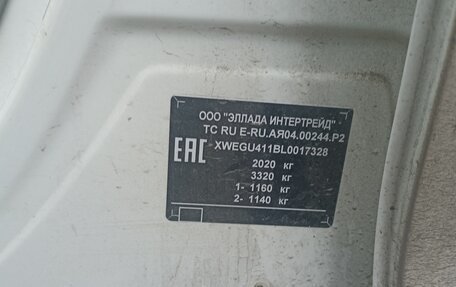 ООО "ЭЛЛАДА ИНТЕРТРЕЙД"
ТС RU Е-RU.АЯ04.00244.Р2
EAC
XWEGU411BL0017328
2020 кг
3320 кг
1- 1160 кг
2- 1140 кг